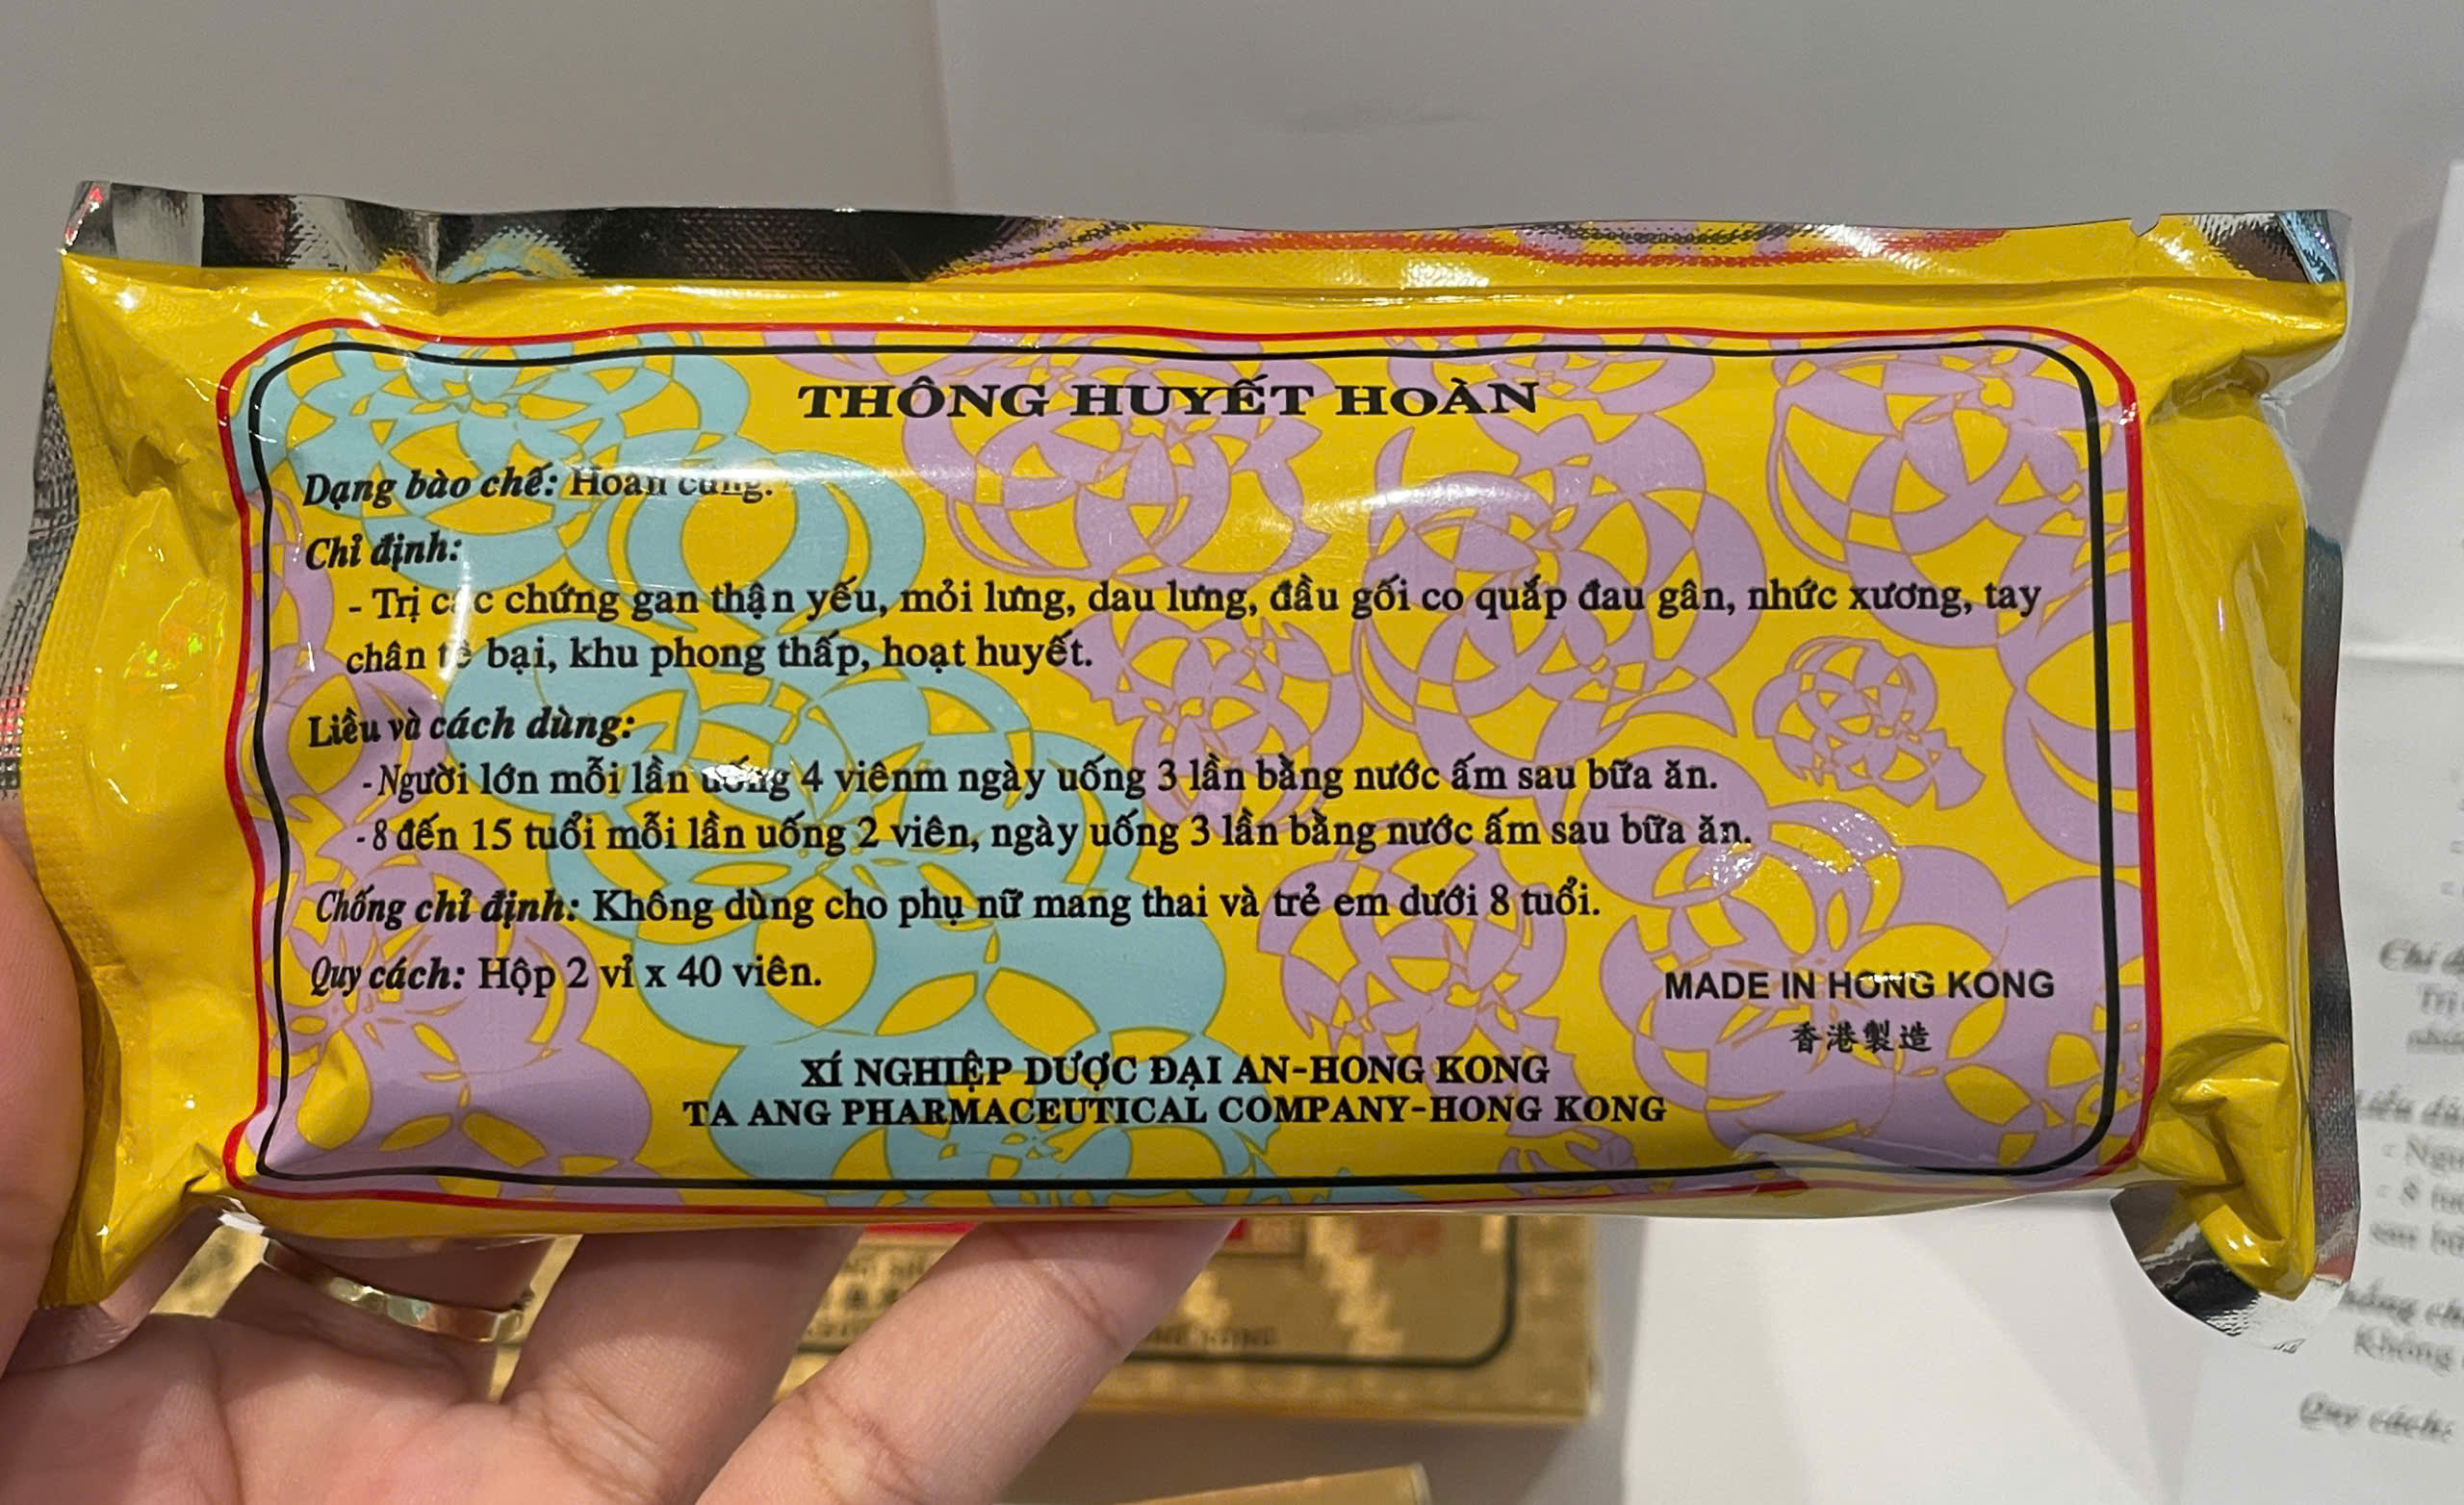 THÔNG HUYẾT HOÀN
Dạng bào chế: Hoàn cứng.
Chỉ định:
- Trị các chứng gan thận yếu, mỏi lưng, dau lưng, đầu gối co quắp đau gân, nhức xương, tay
chân tê bại, khu phong thấp, hoạt huyết.
Liều và cách dùng:
- Người lớn mỗi lần uống 4 viênm ngày uống 3 lần bằng nước ấm sau bữa ăn.
- 8 đến 15 tuổi mỗi lần uống 2 viên, ngày uống 3 lần bằng nước ấm sau bữa ăn.
Chống chỉ định: Không dùng cho phụ nữ mang thai và trẻ em dưới 8 tuổi.
Quy cách: Hộp 2 vỉ x 40 viên.
MADE IN HONG KONG
香港製造
XÍ NGHIỆP DƯỢC ĐẠI AN-HONG KONG
TA ANG PHARMACEUTICAL COMPANY-HONG KONG
Quy cách: